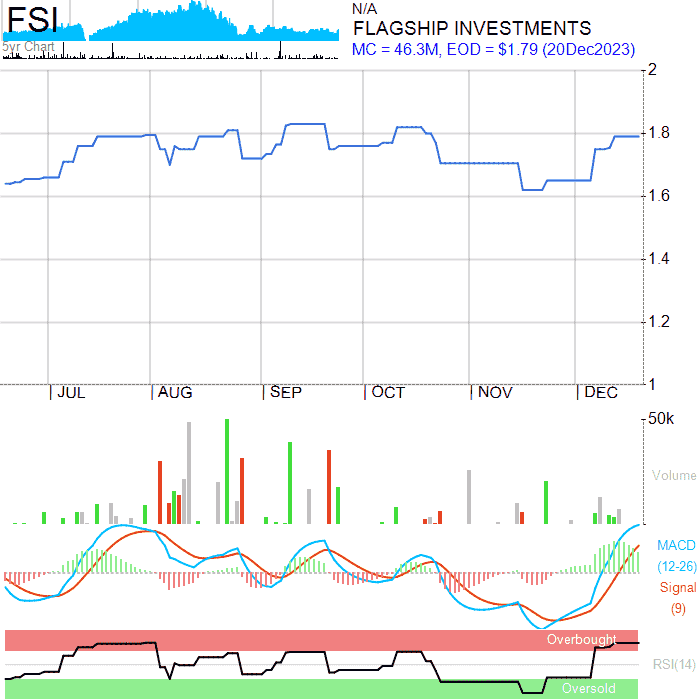 FSI
5yr Chart
N/A
FLAGSHIP INVESTMENTS
MC = 46.3M, EOD = $1.79 (20Dec2023)
2
1.8
1.6
1.4
1.2
1
JUL AUG SEP OCT NOV DEC
50k
Volume
MACD
(12-26)
Signal
(9)
Overbought
RSI(14)
Oversold